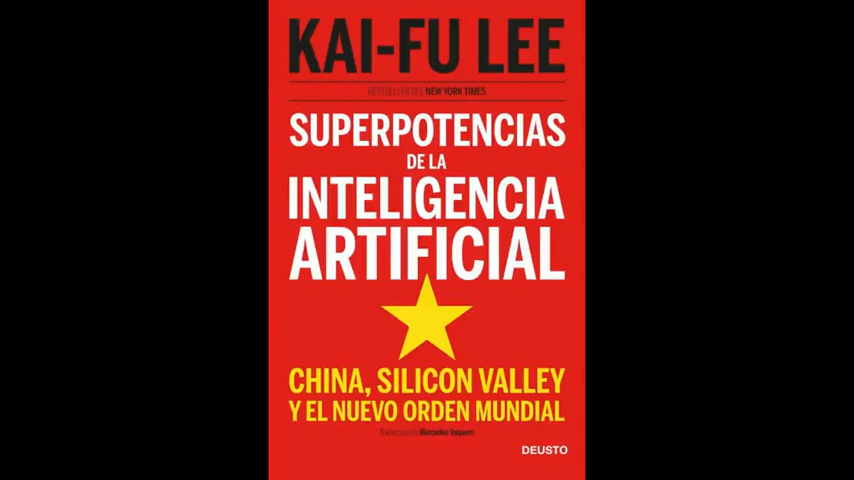 KAI-FU LEE
BESTSELLER DEL NEW YORK TIMES
SUPERPOTENCIAS
DE LA
INTELIGENCIA
ARTIFICIAL
CHINA, SILICON VALLEY
Y EL NUEVO ORDEN MUNDIAL
Traducción de Mercedes Vaquero
DEUSTO